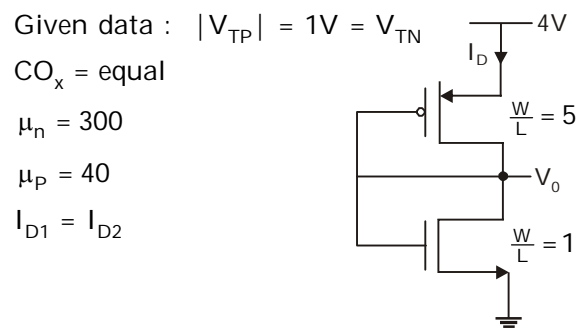 Given data : |V_TP| = 1V = V_TN
CO_x = equal
μ_n = 300
μ_P = 40
I_D1 = I_D2
4V
I_D
W/L = 5
V_0
W/L = 1